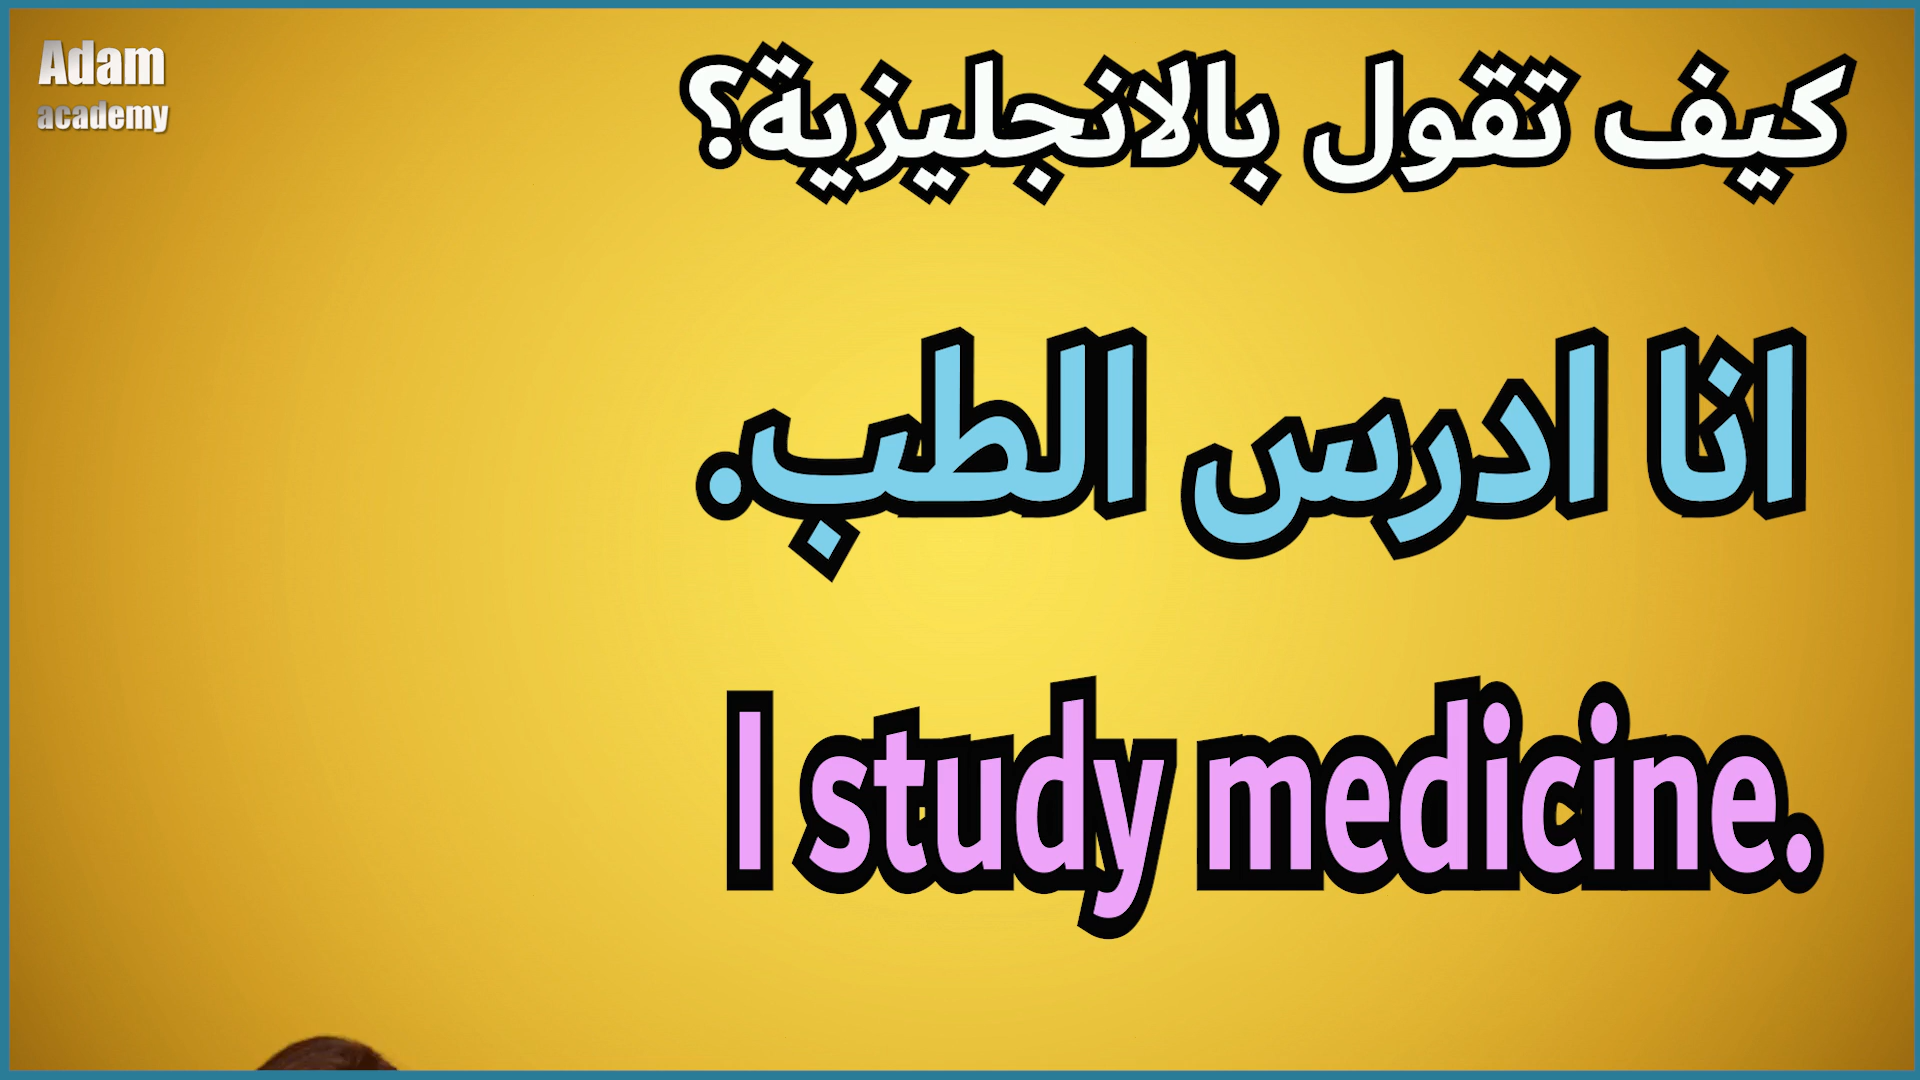 Adam
academy
كيف تقول بالانجليزية؟
انا ادرس الطب.
I study medicine.